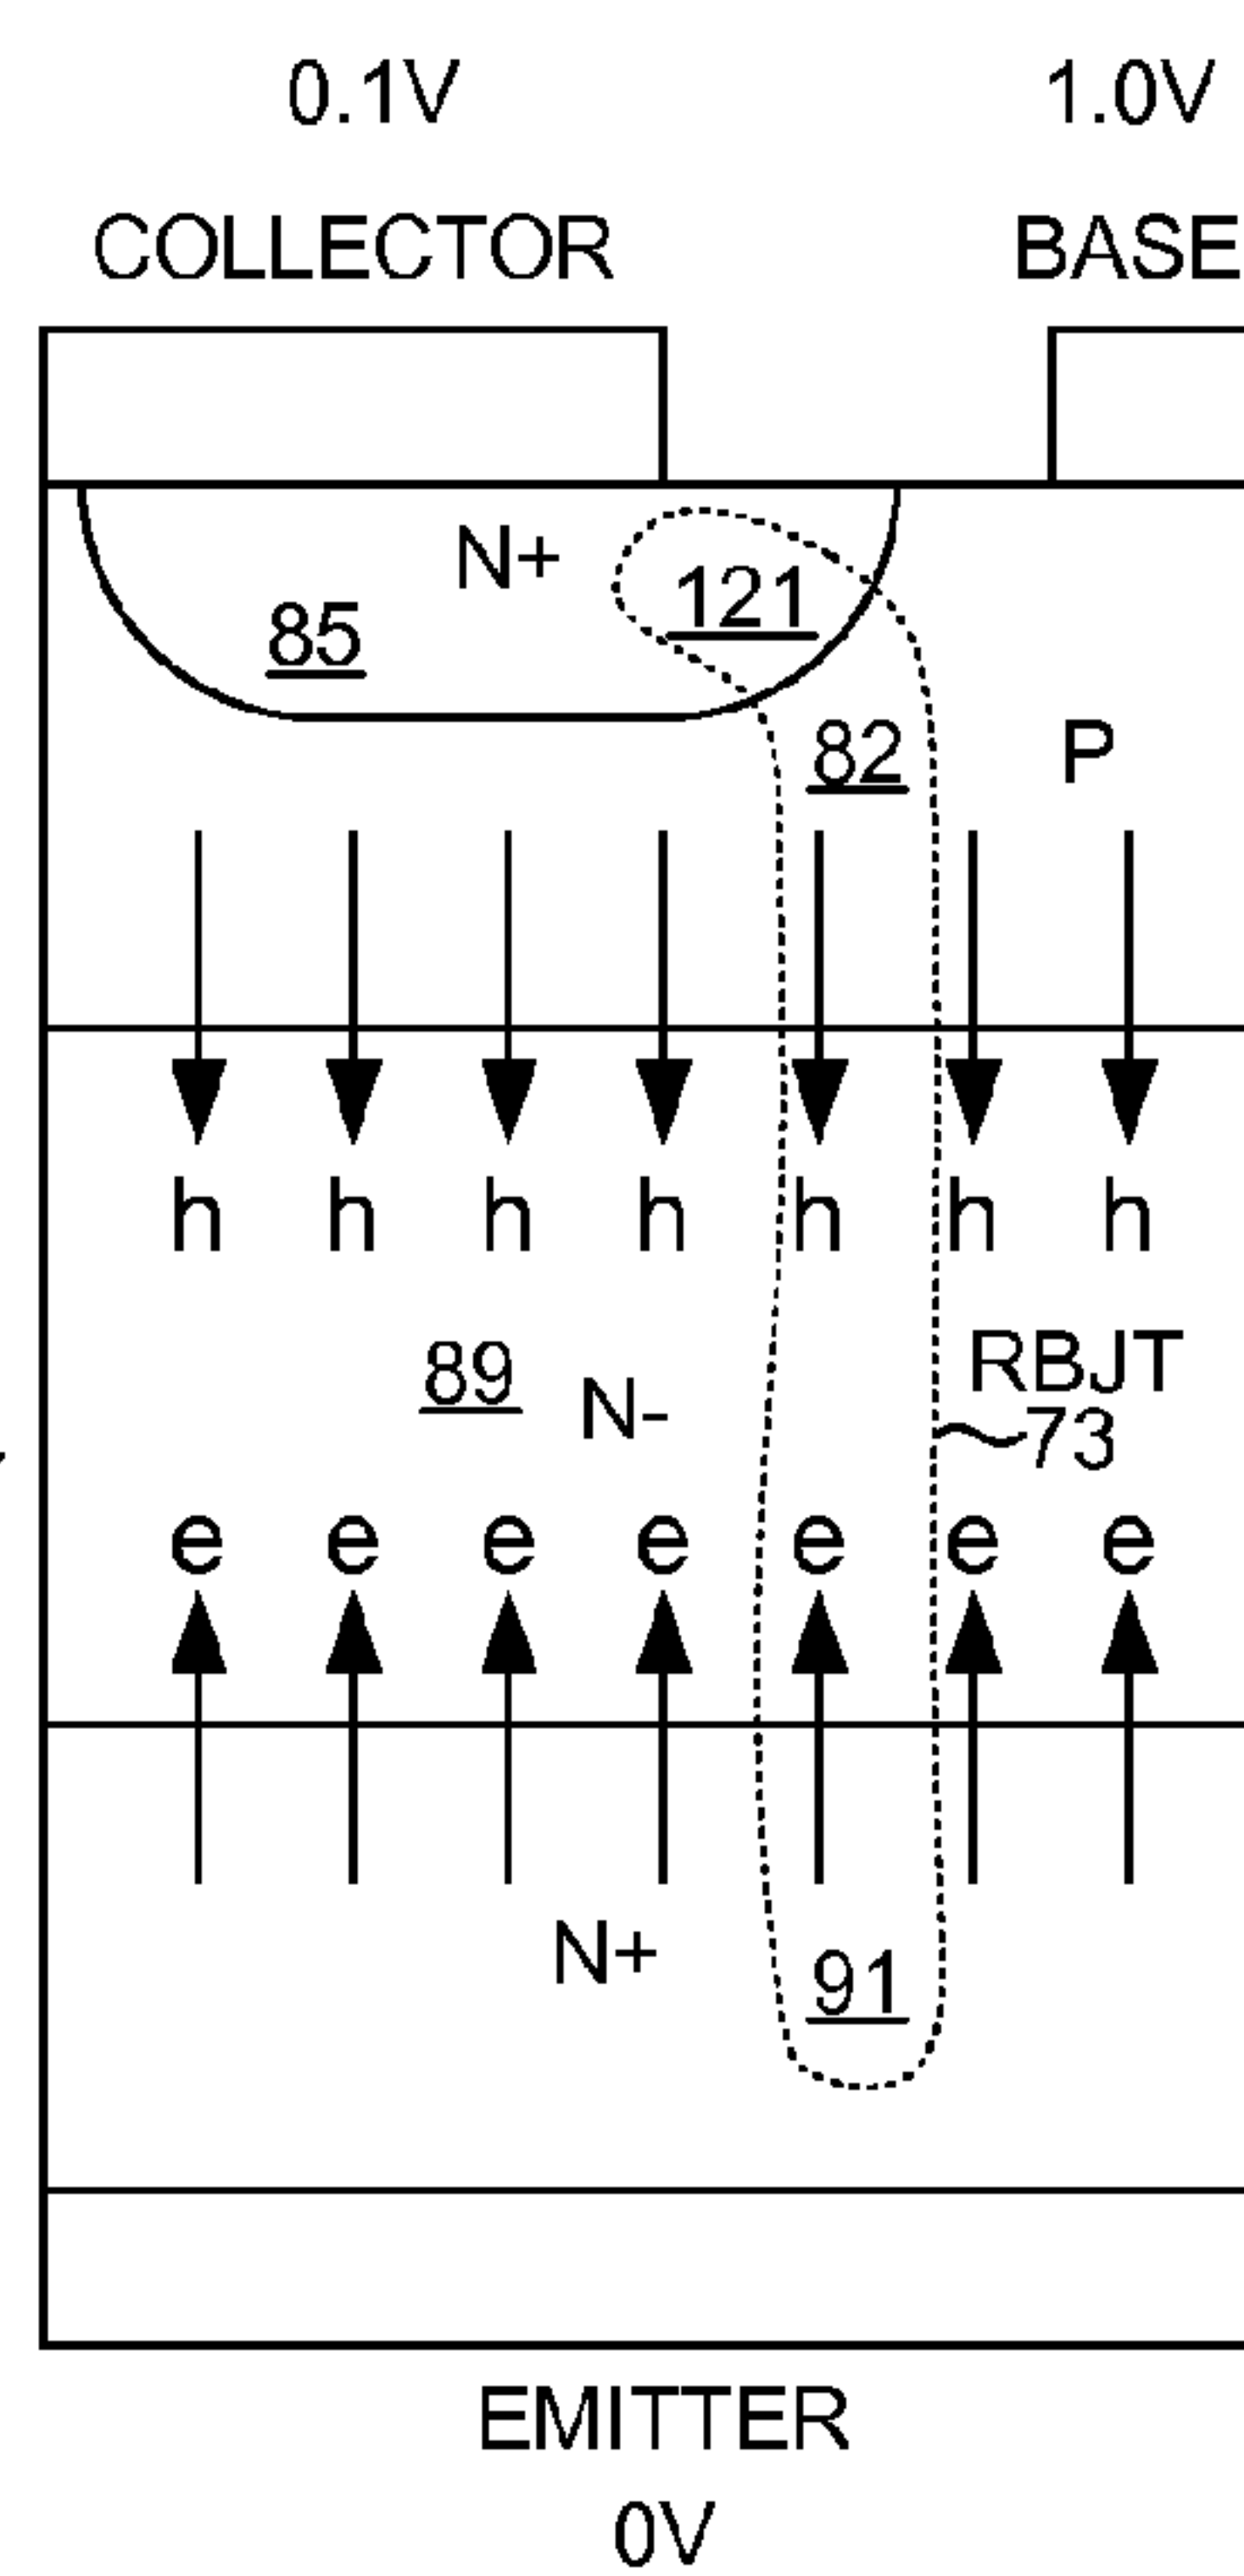 0.1V 1.0V
COLLECTOR BASE
N+
121
85
82
P
h h h h h h h
RBJT
89
N-
73
e e e e e e e
N+
91
EMITTER
0V